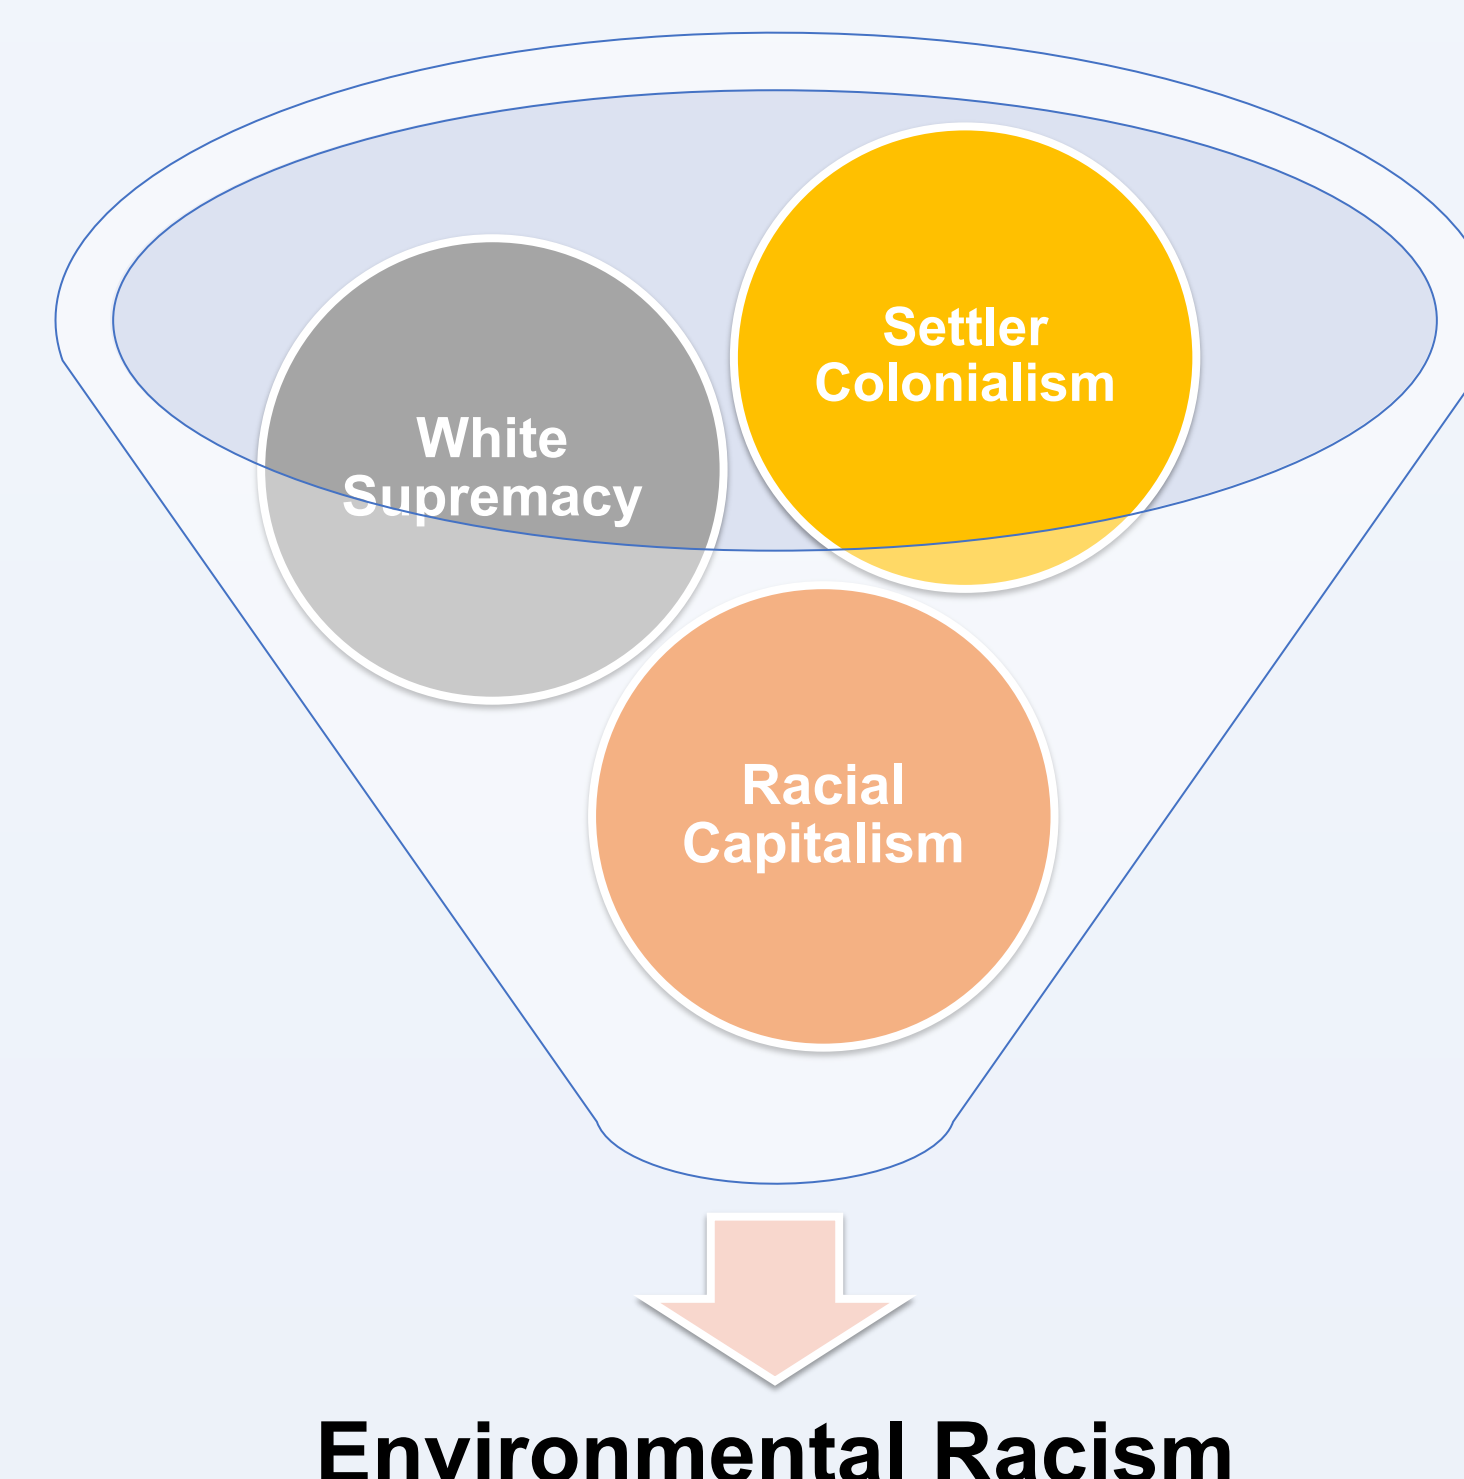 Settler
Colonialism
White
Supremacy
Racial
Capitalism
Environmental Racism